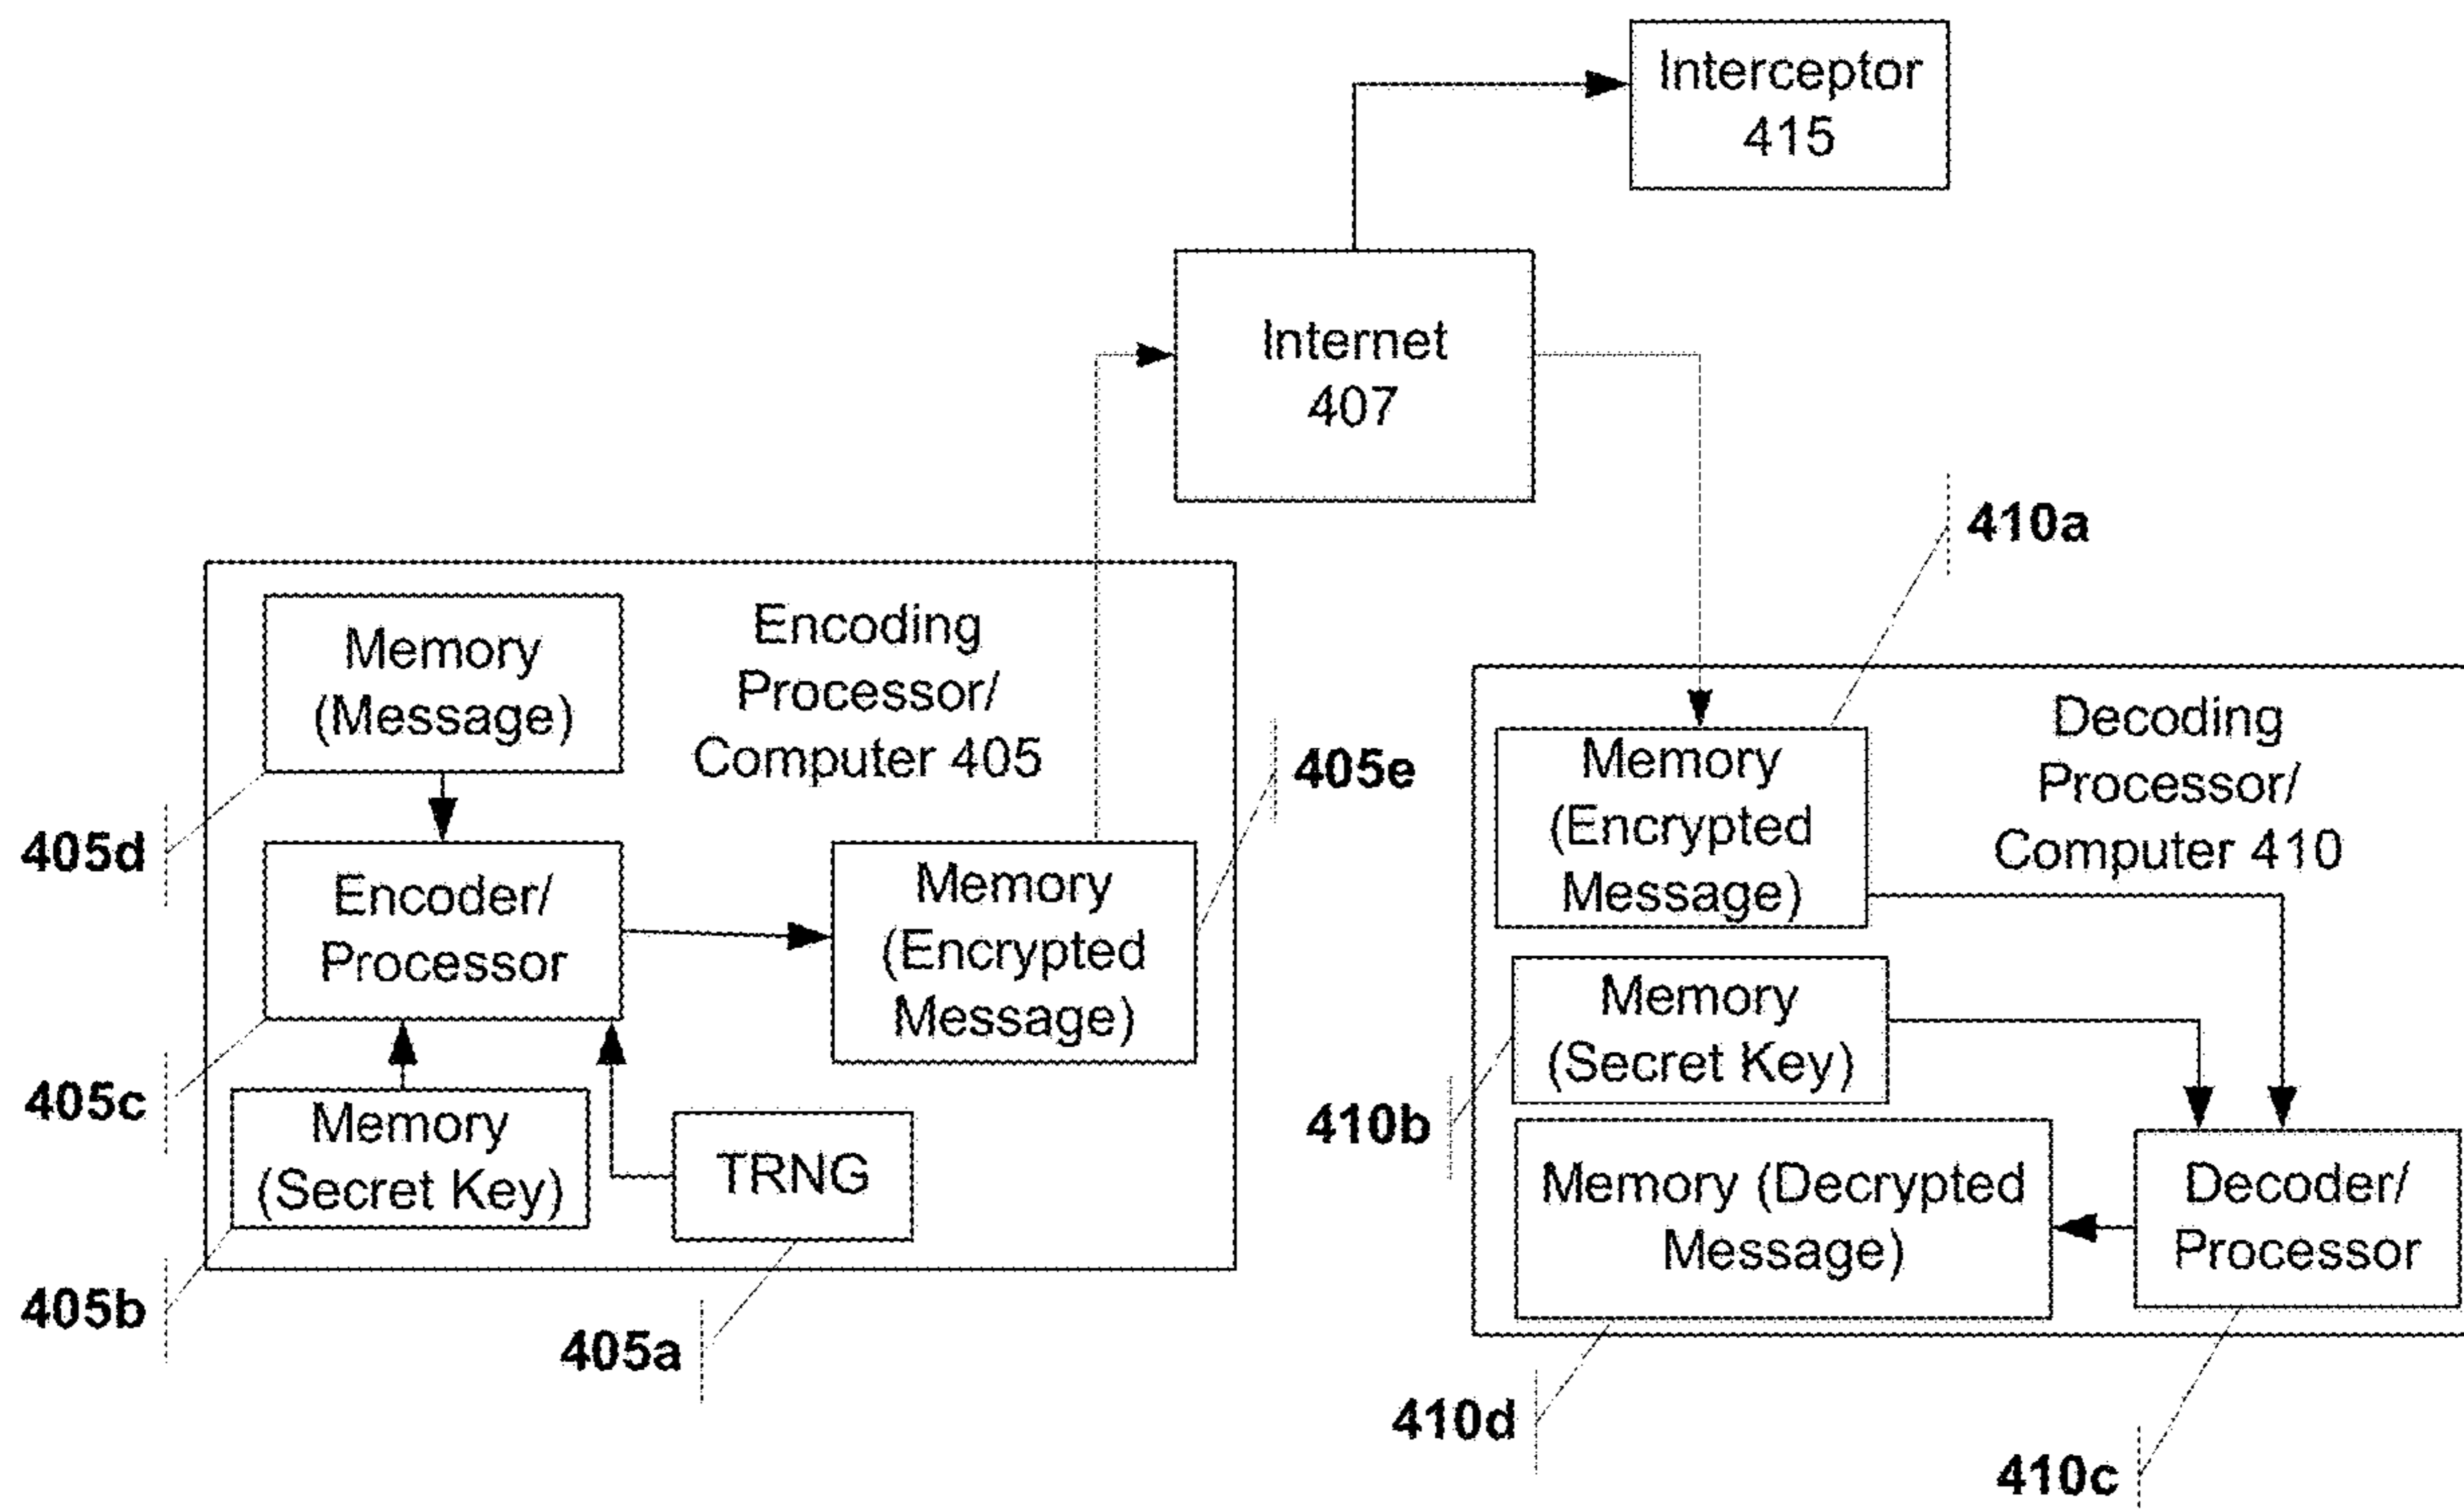 Interceptor
415
Internet
407
410a
Encoding
Processor/
Computer 405
Memory
(Message)
405e
405d
Encoder/
Processor
Memory
(Encrypted
Message)
405c
Memory
(Secret Key)
TRNG
405b
405a
Decoding
Processor/
Computer 410
Memory
(Encrypted
Message)
Memory
(Secret Key)
410b
Memory (Decrypted
Message)
Decoder/
Processor
410d
410c